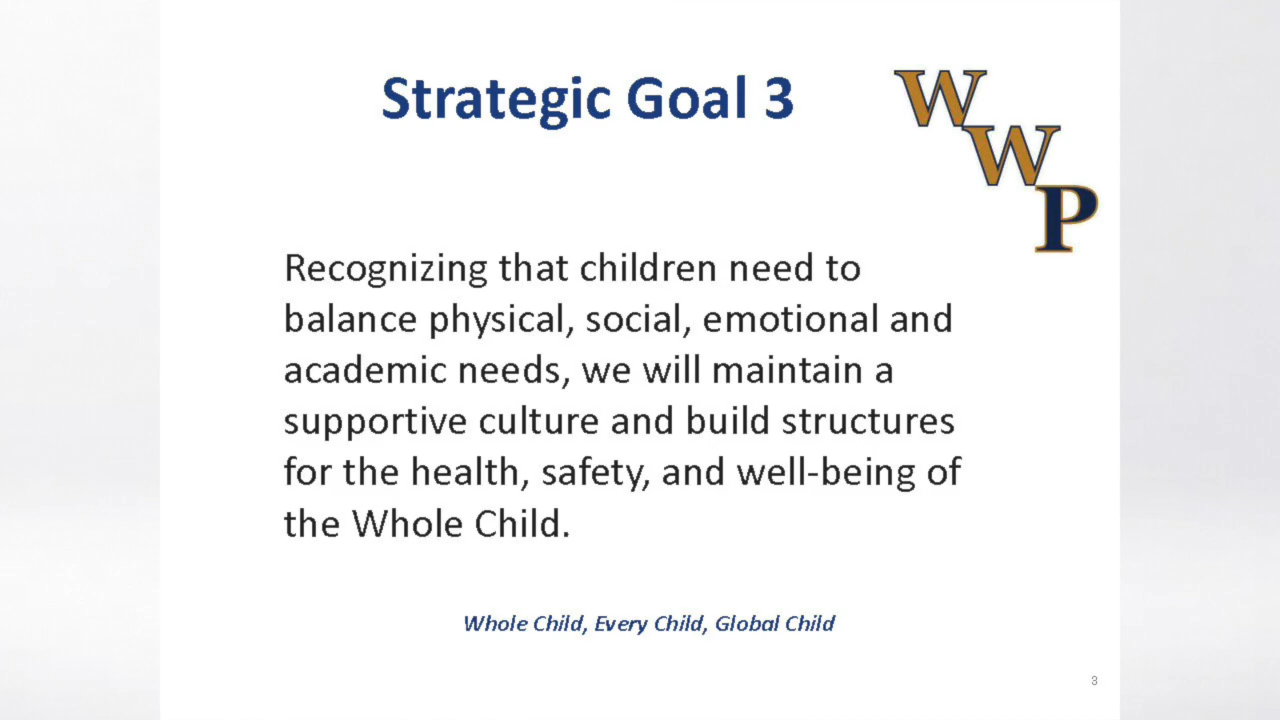 Strategic Goal 3
W
W
P
Recognizing that children need to
balance physical, social, emotional and
academic needs, we will maintain a
supportive culture and build structures
for the health, safety, and well-being of
the Whole Child.
Whole Child, Every Child, Global Child
3